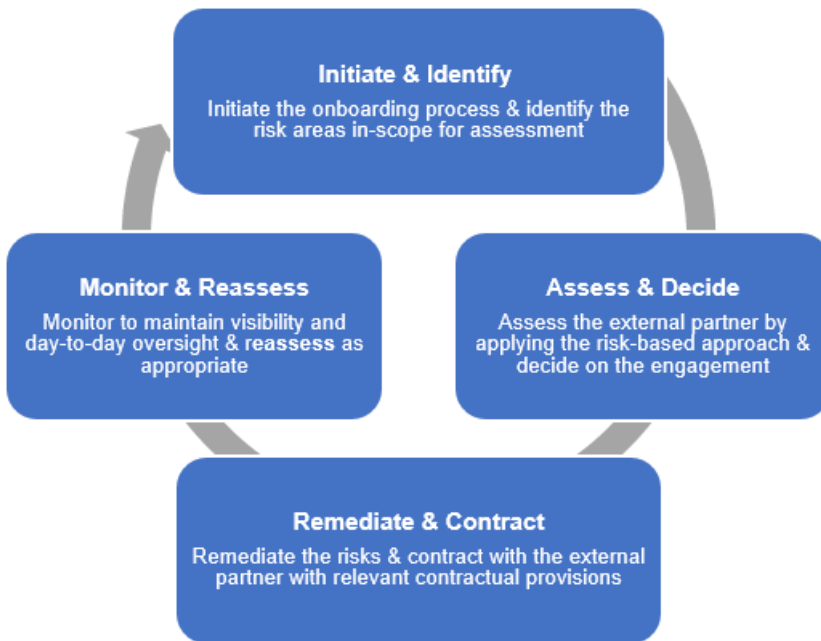 Initiate & Identify
Initiate the onboarding process & identify the
risk areas in-scope for assessment
Monitor & Reassess
Monitor to maintain visibility and
day-to-day oversight & reassess as
appropriate
Assess & Decide
Assess the external partner by
applying the risk-based approach &
decide on the engagement
Remediate & Contract
Remediate the risks & contract with the external
partner with relevant contractual provisions